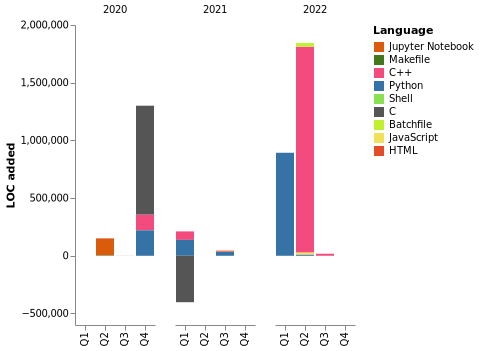 2020 2021 2022
Language
Jupyter Notebook
Makefile
C++
Python
Shell
C
Batchfile
JavaScript
HTML
LOC added
2,000,000
1,500,000
1,000,000
500,000
0
−500,000
Q1 Q2 Q3 Q4 Q1 Q2 Q3 Q4 Q1 Q2 Q3 Q4